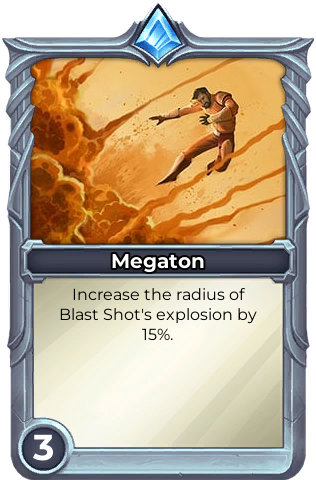 Megaton
Increase the radius of
Blast Shot's explosion by
15%.
3